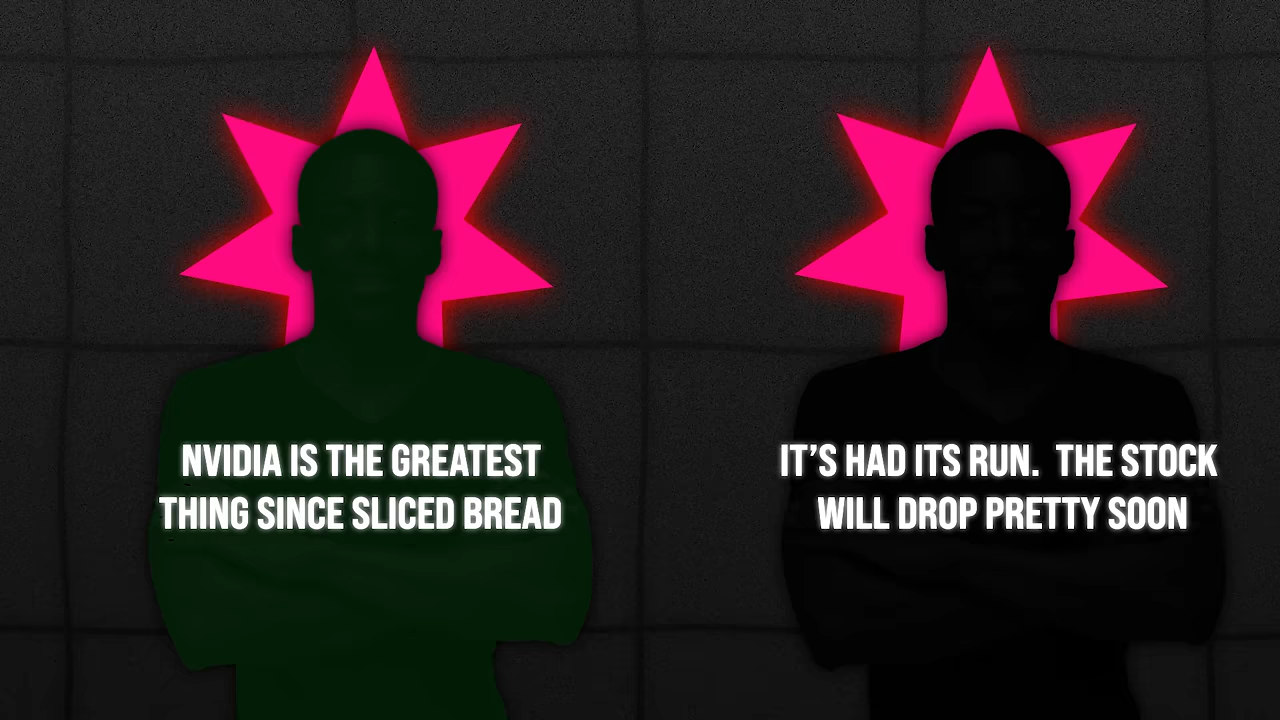 NVIDIA IS THE GREATEST
THING SINCE SLICED BREAD
IT’S HAD ITS RUN.  THE STOCK
WILL DROP PRETTY SOON